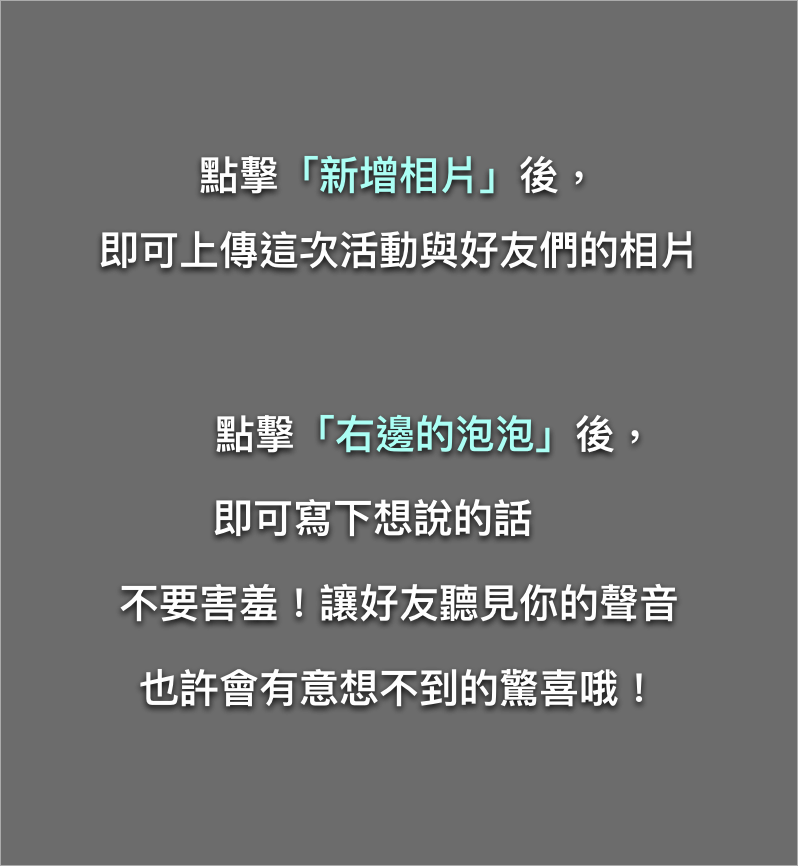 點擊「新增相片」後，
即可上傳這次活動與好友們的相片
點擊「右邊的泡泡」後，
即可寫下想說的話
不要害羞！讓好友聽見你的聲音
也許會有意想不到的驚喜哦！